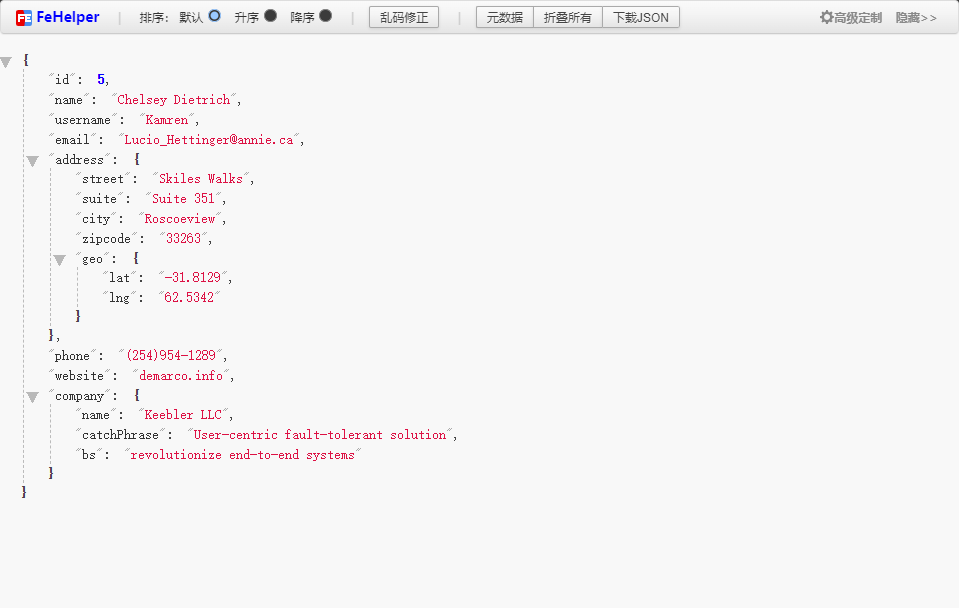 FE FeHelper | 排序: 默认 升序 降序 | 乱码修正 | 元数据 折叠所有 下载JSON 高级定制 隐藏>>
{
"id": 5,
"name": "Chelsey Dietrich",
"username": "Kamren",
"email": "Lucio_Hettinger@annie.ca",
"address": {
"street": "Skiles Walks",
"suite": "Suite 351",
"city": "Roscoeview",
"zipcode": "33263",
"geo": {
"lat": "-31.8129",
"lng": "62.5342"
}
},
"phone": "(254)954-1289",
"website": "demarco.info",
"company": {
"name": "Keebler LLC",
"catchPhrase": "User-centric fault-tolerant solution",
"bs": "revolutionize end-to-end systems"
}
}